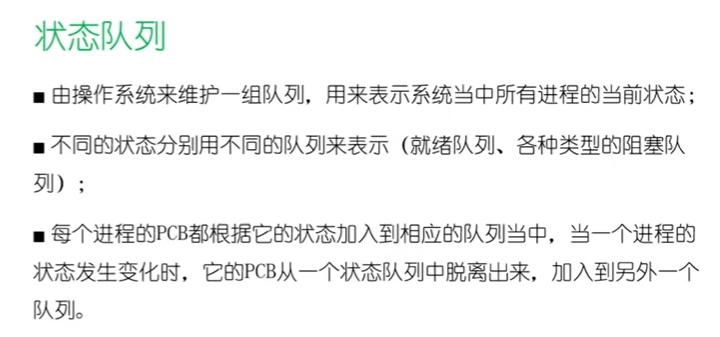 状态队列
■ 由操作系统来维护一组队列，用来表示系统当中所有进程的当前状态；
■ 不同的状态分别用不同的队列来表示（就绪队列、各种类型的阻塞队
列）；
■ 每个进程的PCB都根据它的状态加入到相应的队列当中，当一个进程的
状态发生变化时，它的PCB从一个状态队列中脱离出来，加入到另外一个
队列。